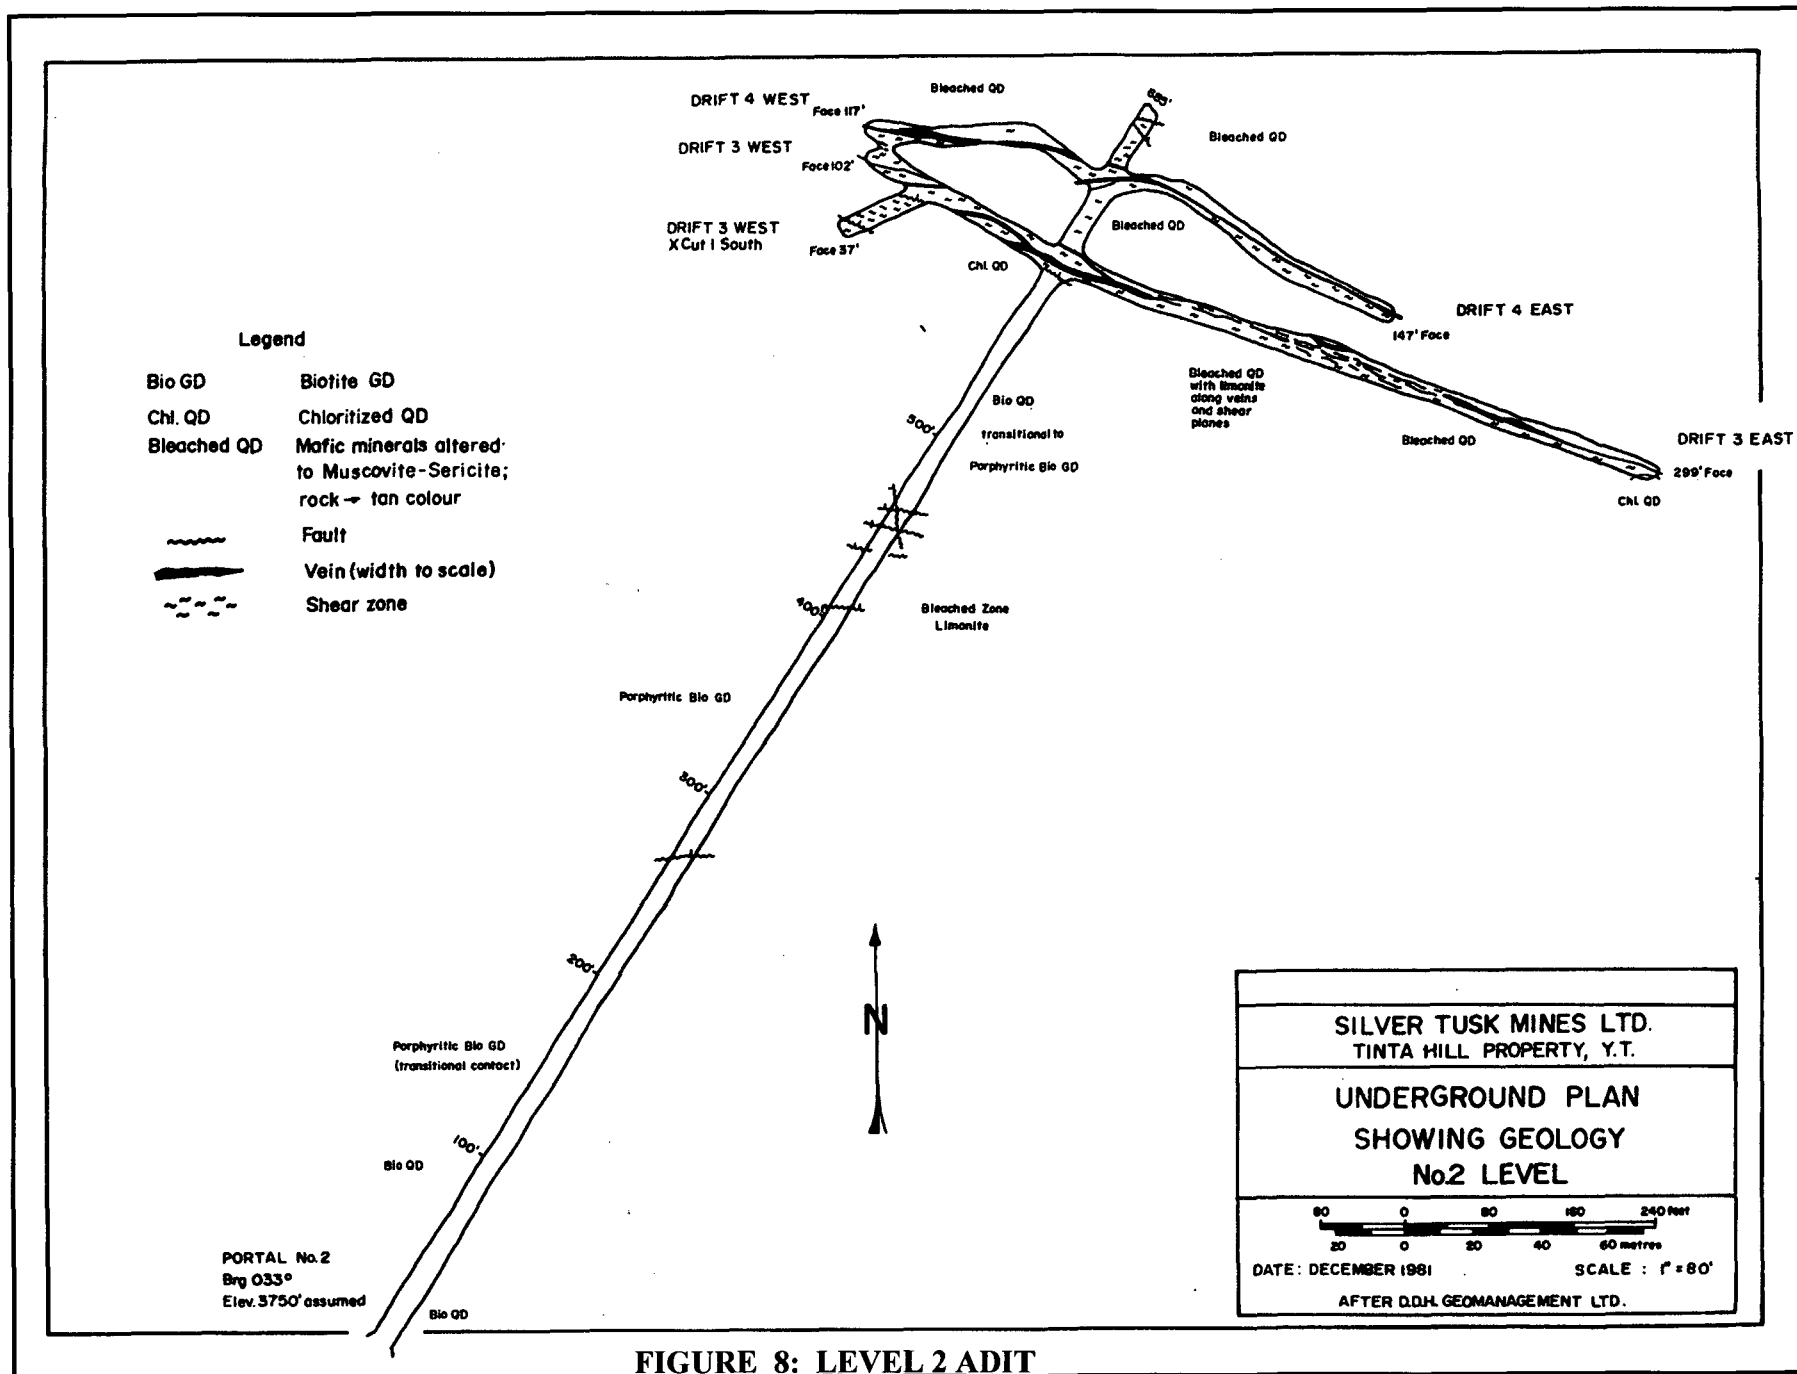 DRIFT 4 WEST
Face 117'
Bleached QD
685'
Bleached QD
DRIFT 3 WEST
Face 102'
DRIFT 3 WEST
XCut 1 South
Face 37'
Bleached QD
Chl. QD
DRIFT 4 EAST
147' Face
Legend
Bio GD Biotite GD
Chl. QD Chloritized QD
Bleached QD Mafic minerals altered
to Muscovite-Sericite;
rock → tan colour
Fault
Vein (width to scale)
Shear zone
Bleached QD
with limonite
along veins
and shear
planes
Bio QD
transitional to
Porphyritic Bio GD
500'
Bleached QD
DRIFT 3 EAST
299' Face
Chl. QD
400'
Bleached Zone
Limonite
Porphyritic Bio GD
300'
200'
Porphyritic Bio GD
(transitional contact)
100'
Bio QD
N
PORTAL No. 2
Brg 033°
Elev. 3750' assumed
Bio QD
SILVER TUSK MINES LTD.
TINTA HILL PROPERTY, Y.T.
UNDERGROUND PLAN
SHOWING GEOLOGY
No.2 LEVEL
80 0 80 160 240 feet
20 0 20 40 60 metres
DATE: DECEMBER 1981 SCALE : 1" = 80'
AFTER D.D.H. GEOMANAGEMENT LTD.
FIGURE 8: LEVEL 2 ADIT